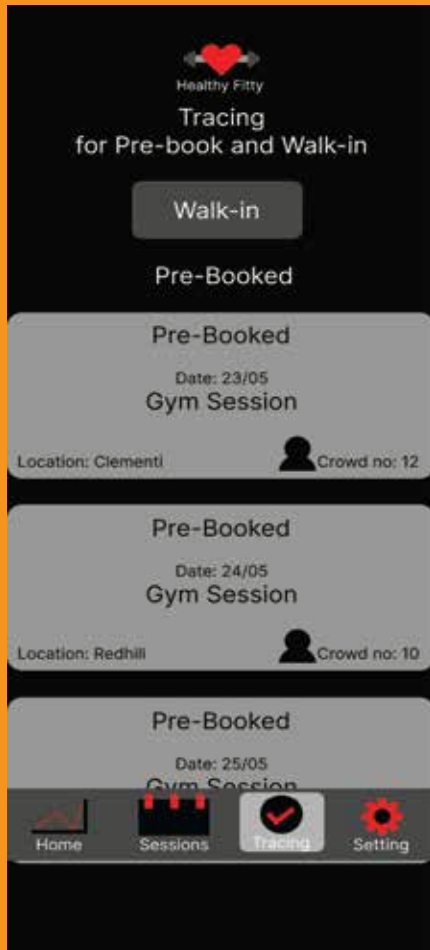 Healthy Fitty
Tracing
for Pre-book and Walk-in
Walk-in
Pre-Booked
Pre-Booked
Date: 23/05
Gym Session
Location: Clementi
Crowd no: 12
Pre-Booked
Date: 24/05
Gym Session
Location: Redhill
Crowd no: 10
Pre-Booked
Date: 25/05
Gym Session
Home
Sessions
Tracing
Setting